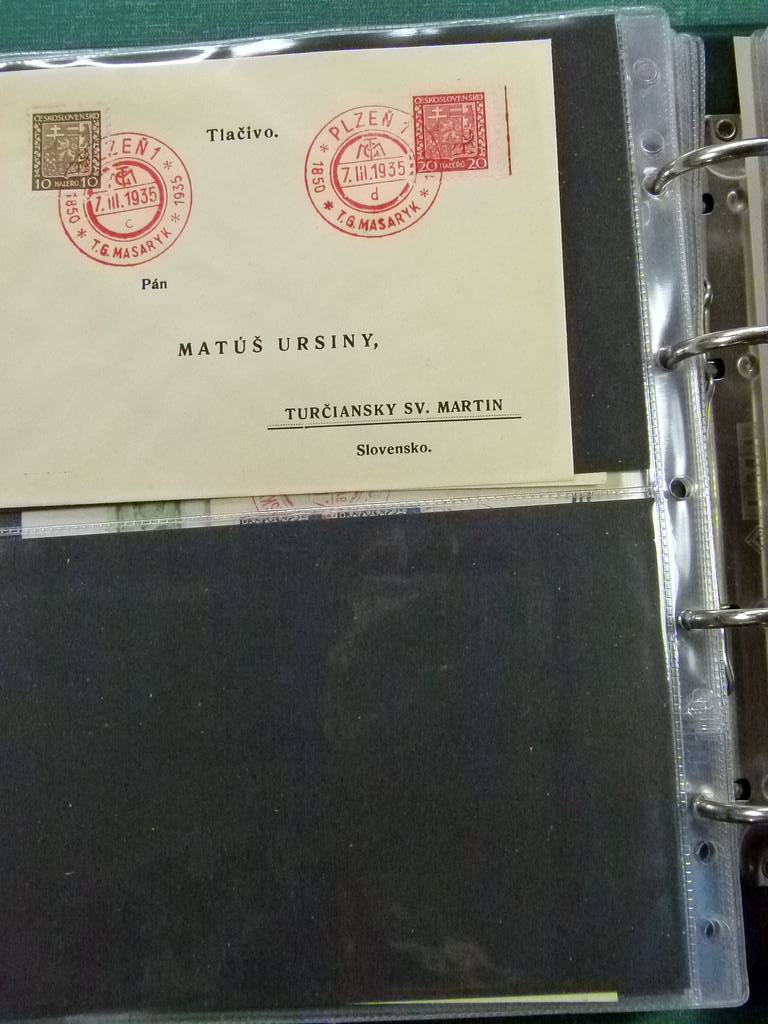 ČESKOSLOVENSKO
10 HALÉŘŮ 10
PLZEŇ 1
7.III.1935
c
1850 * T.G.MASARYK * 1935
Tlačivo.
PLZEŇ 1
7.III.1935
d
1850 * T.G.MASARYK *
ČESKOSLOVENSKO
20 HALÉŘŮ 20
Pán
MATÚŠ URSINY,
TURČIANSKY SV. MARTIN
Slovensko.